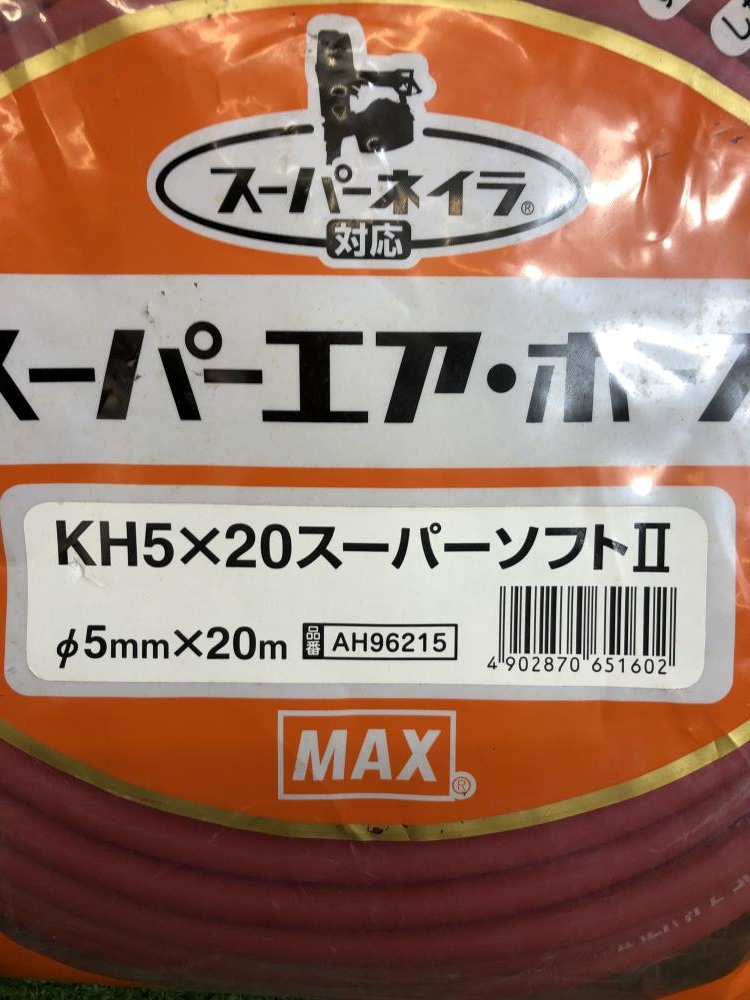 スーパーネイラ®
対応
スーパーエア・ホース
KH5×20スーパーソフトⅡ
φ5mm×20m 品番 AH96215
4 902870 651602
MAX®